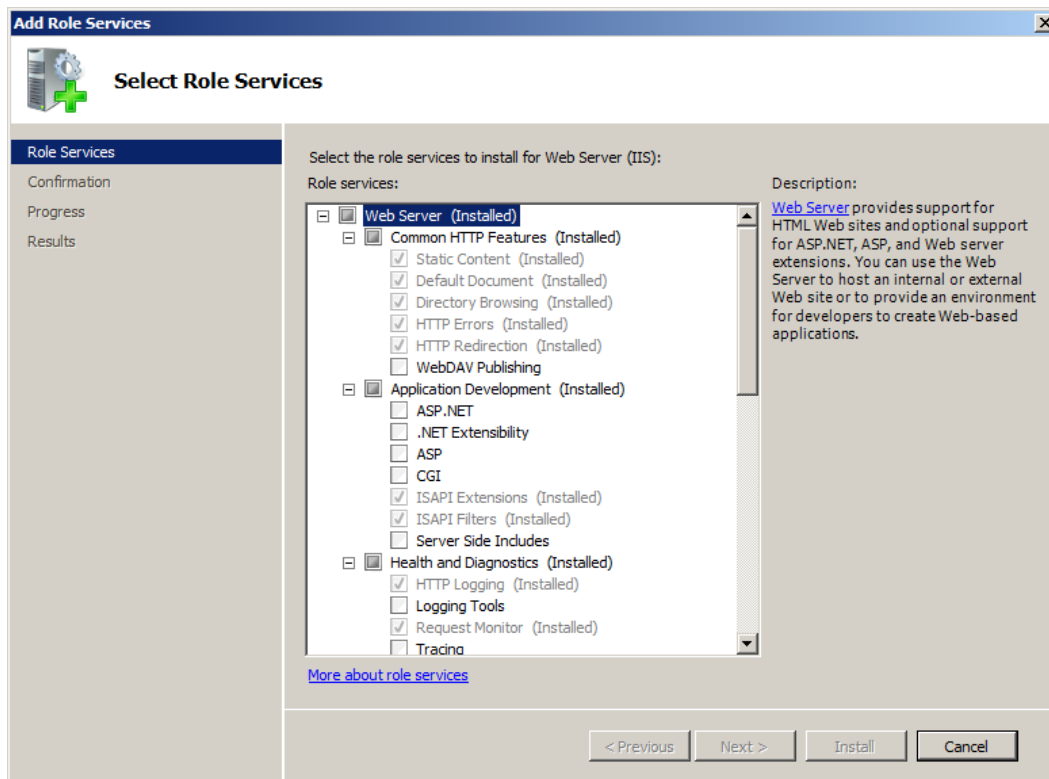 Add Role Services
Select Role Services
Role Services
Confirmation
Progress
Results
Select the role services to install for Web Server (IIS):
Role services:
Web Server (Installed)
Common HTTP Features (Installed)
Static Content (Installed)
Default Document (Installed)
Directory Browsing (Installed)
HTTP Errors (Installed)
HTTP Redirection (Installed)
WebDAV Publishing
Application Development (Installed)
ASP.NET
.NET Extensibility
ASP
CGI
ISAPI Extensions (Installed)
ISAPI Filters (Installed)
Server Side Includes
Health and Diagnostics (Installed)
HTTP Logging (Installed)
Logging Tools
Request Monitor (Installed)
Tracing
More about role services
Description:
Web Server provides support for
HTML Web sites and optional support
for ASP.NET, ASP, and Web server
extensions. You can use the Web
Server to host an internal or external
Web site or to provide an environment
for developers to create Web-based
applications.
< Previous
Next >
Install
Cancel